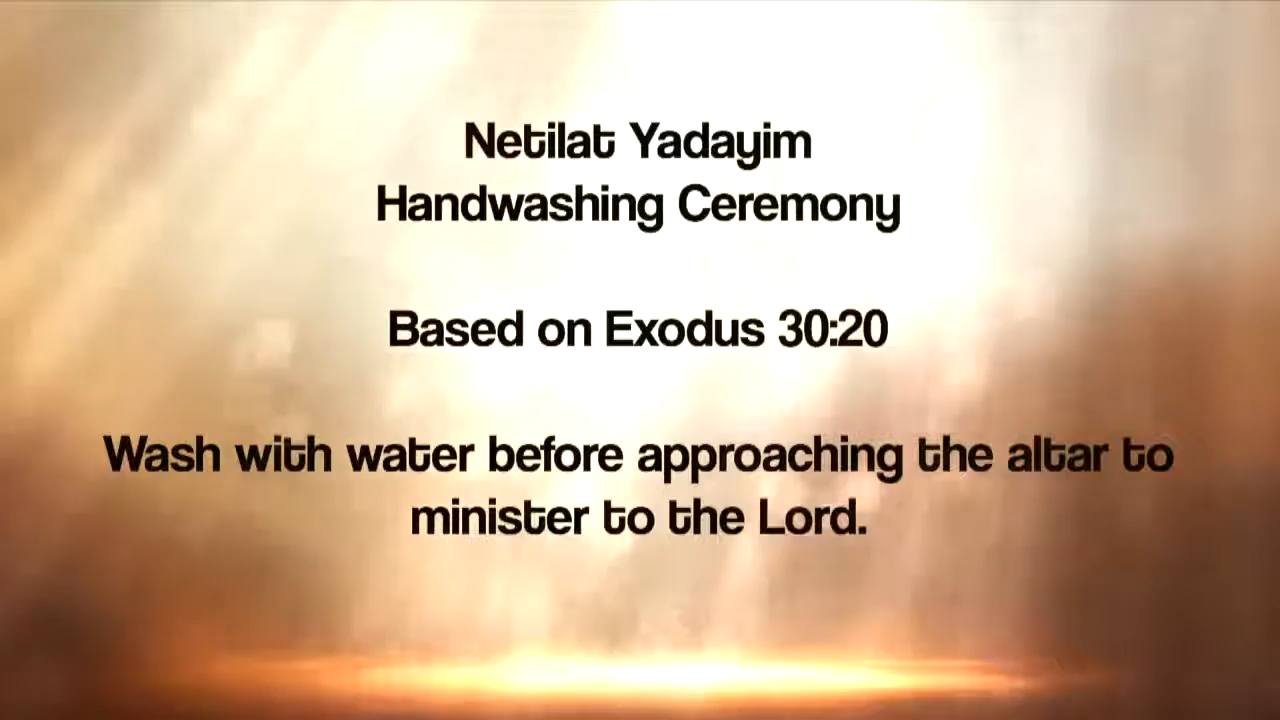 Netilat Yadayim
Handwashing Ceremony
Based on Exodus 30:20
Wash with water before approaching the altar to
minister to the Lord.